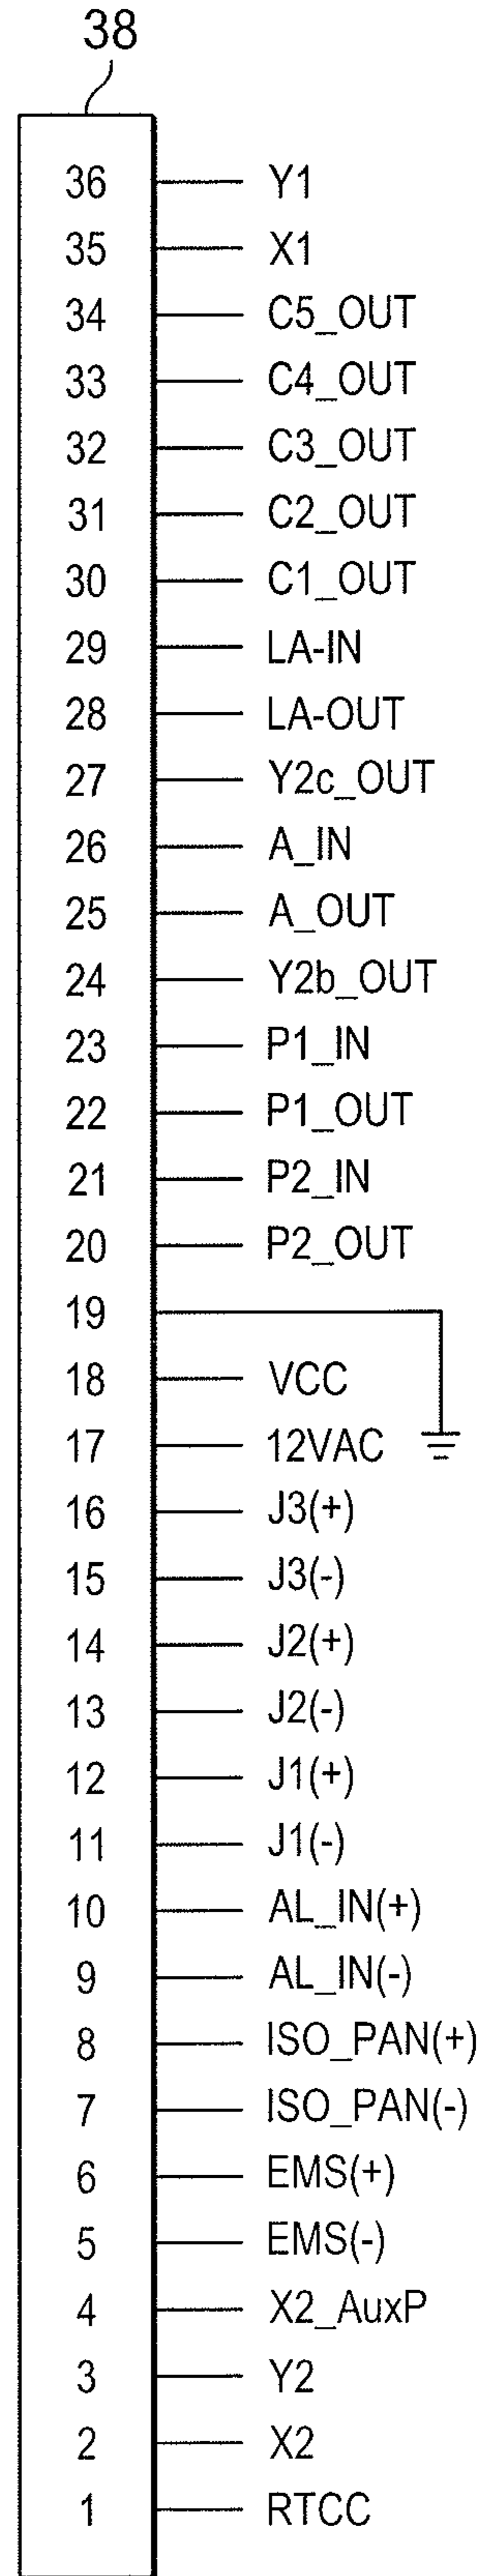 38
36 Y1
35 X1
34 C5_OUT
33 C4_OUT
32 C3_OUT
31 C2_OUT
30 C1_OUT
29 LA-IN
28 LA-OUT
27 Y2c_OUT
26 A_IN
25 A_OUT
24 Y2b_OUT
23 P1_IN
22 P1_OUT
21 P2_IN
20 P2_OUT
19
18 VCC
17 12VAC
16 J3(+)
15 J3(-)
14 J2(+)
13 J2(-)
12 J1(+)
11 J1(-)
10 AL_IN(+)
9 AL_IN(-)
8 ISO_PAN(+)
7 ISO_PAN(-)
6 EMS(+)
5 EMS(-)
4 X2_AuxP
3 Y2
2 X2
1 RTCC